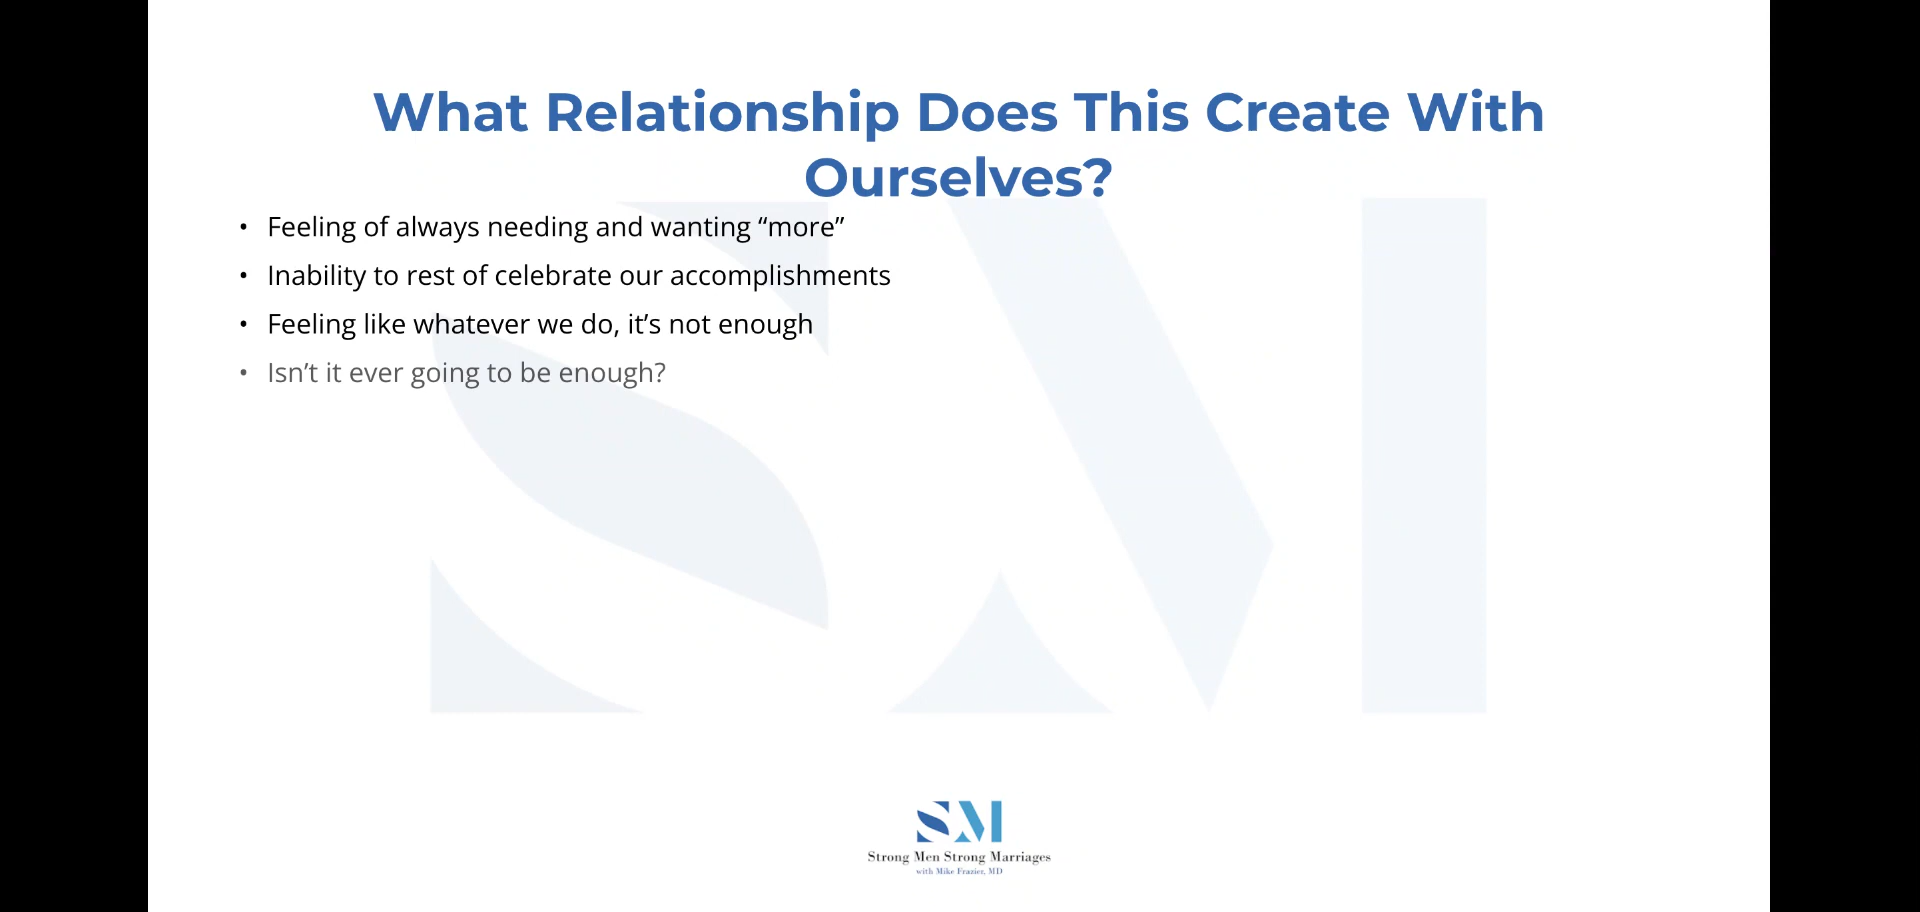 What Relationship Does This Create With
Ourselves?
• Feeling of always needing and wanting “more”
• Inability to rest of celebrate our accomplishments
• Feeling like whatever we do, it’s not enough
• Isn’t it ever going to be enough?
SM
SM
Strong Men Strong Marriages
with Mike Frazier, MD